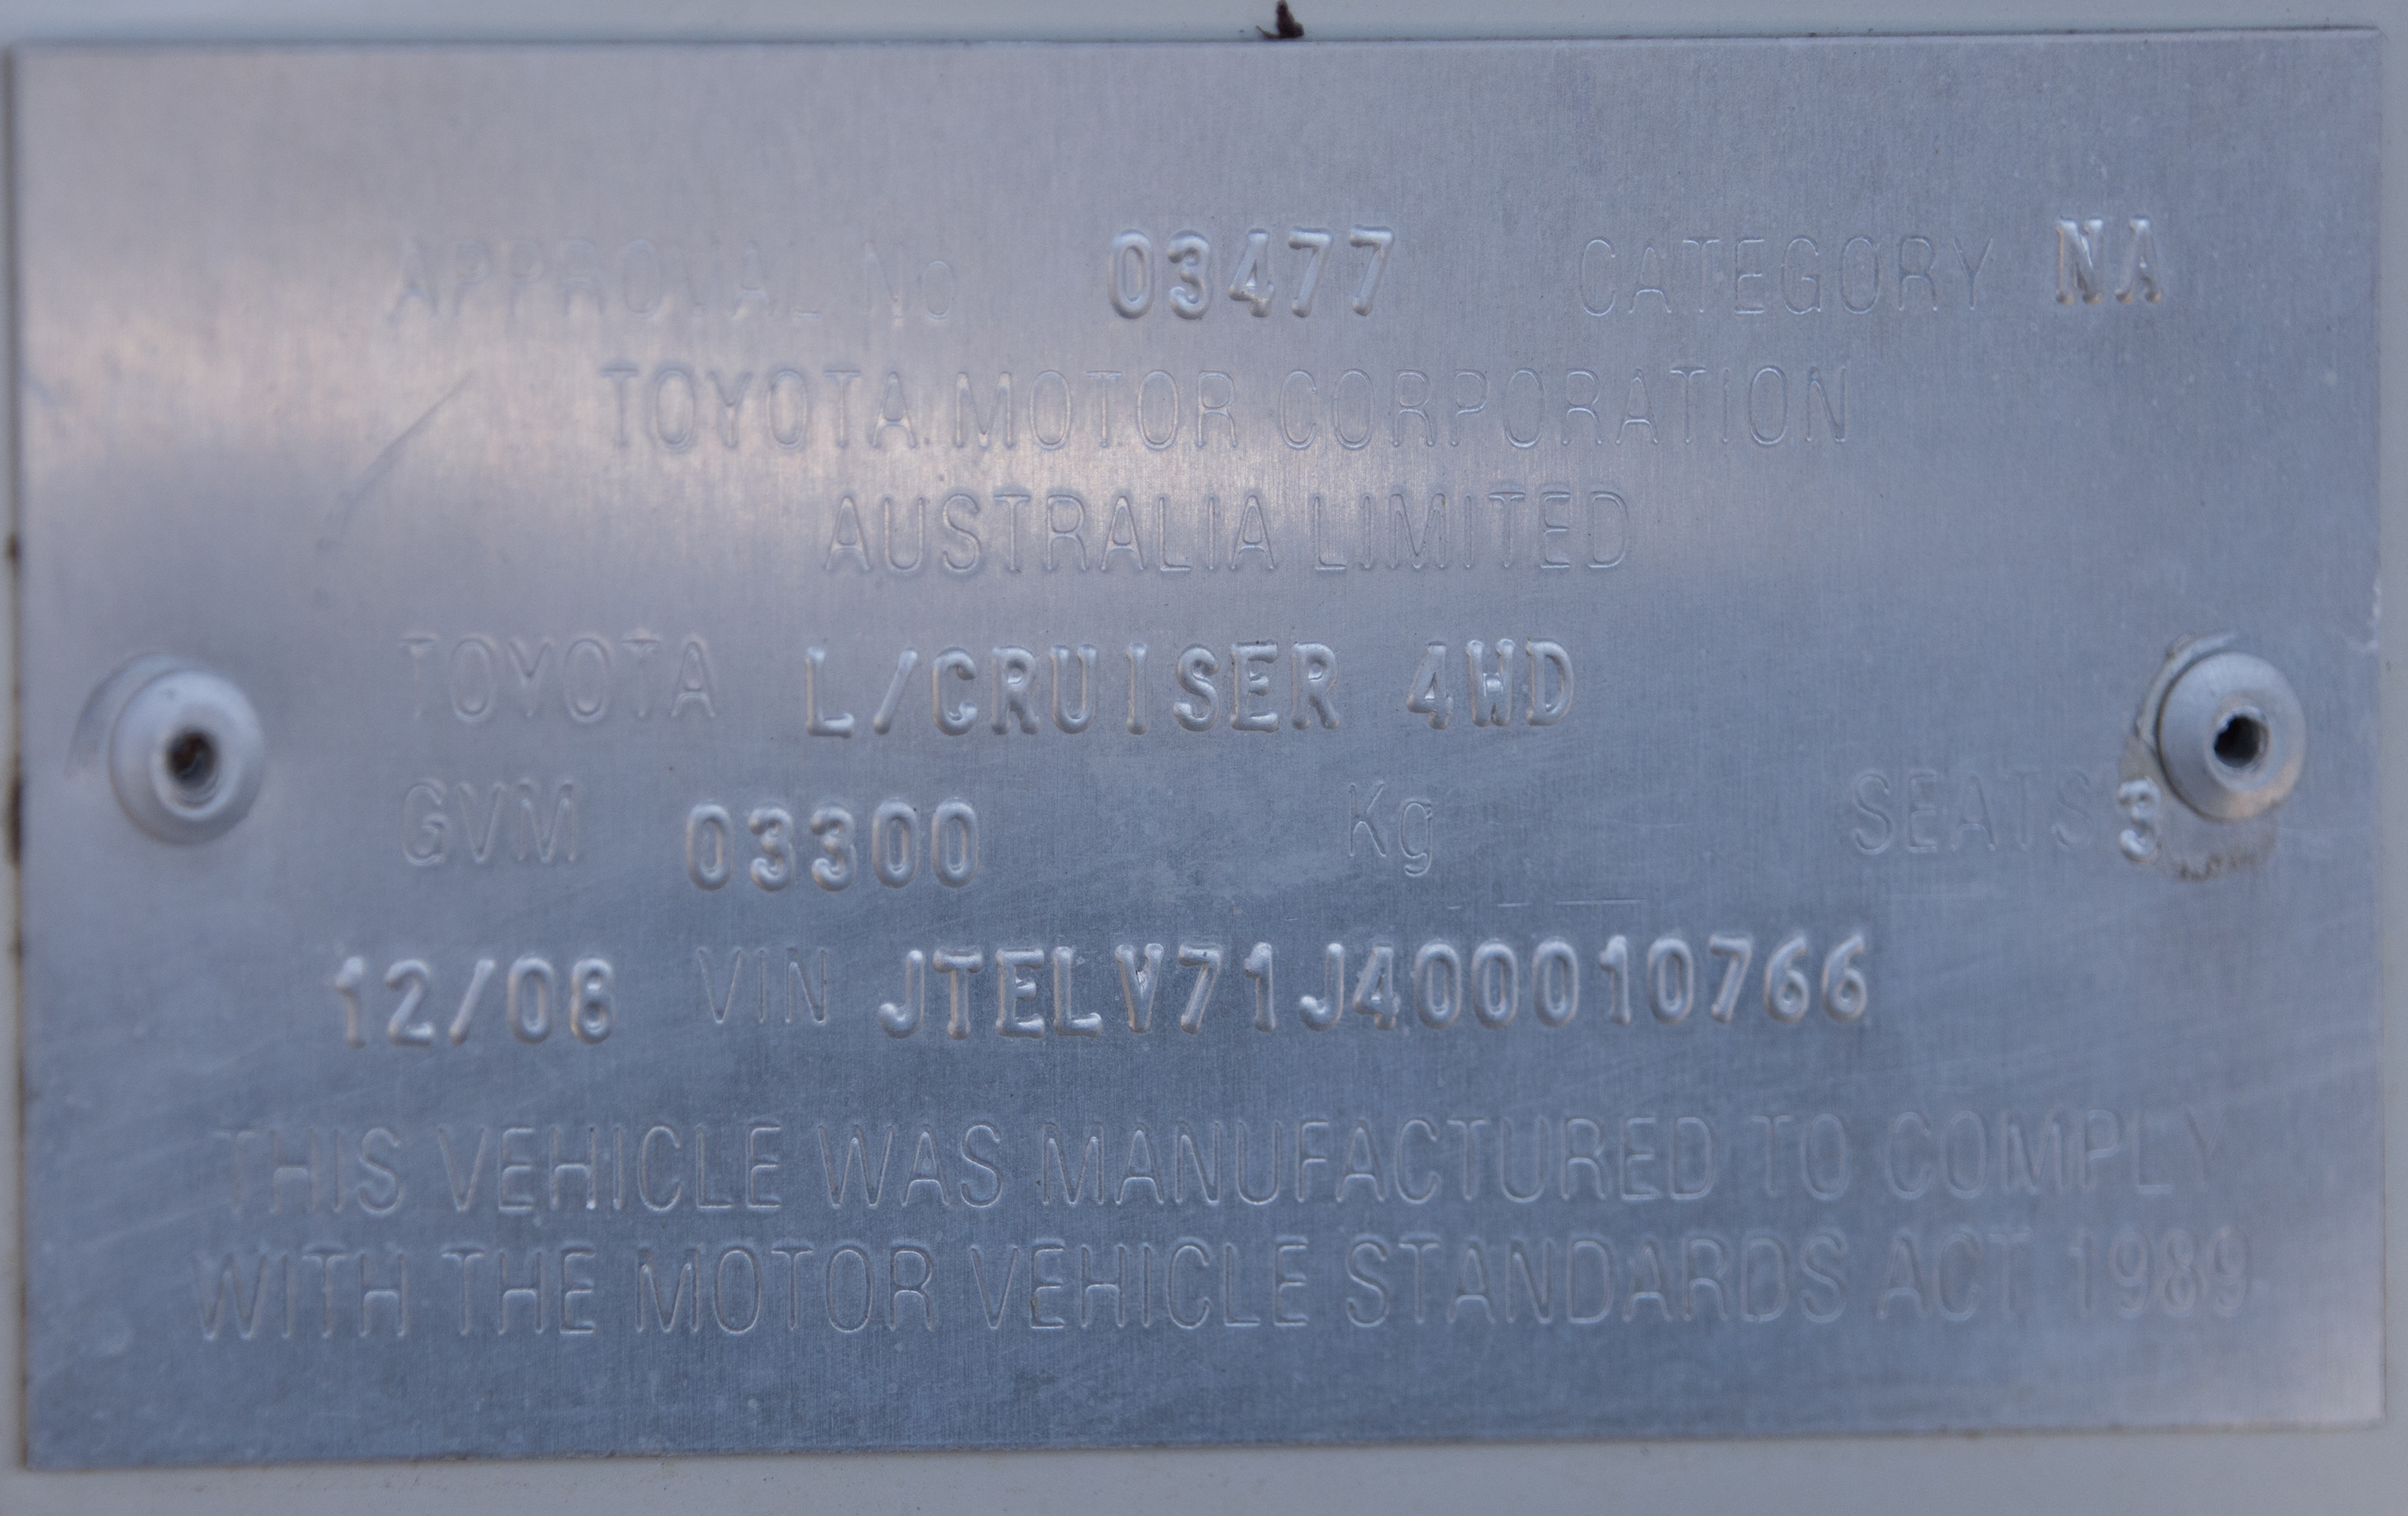 APPROVAL No 03477 CATEGORY NA
TOYOTA MOTOR CORPORATION
AUSTRALIA LIMITED
TOYOTA L/CRUISER 4WD
GVM 03300 Kg SEATS 3
12/08 VIN JTELV71J400010766
THIS VEHICLE WAS MANUFACTURED TO COMPLY
WITH THE MOTOR VEHICLE STANDARDS ACT 1989